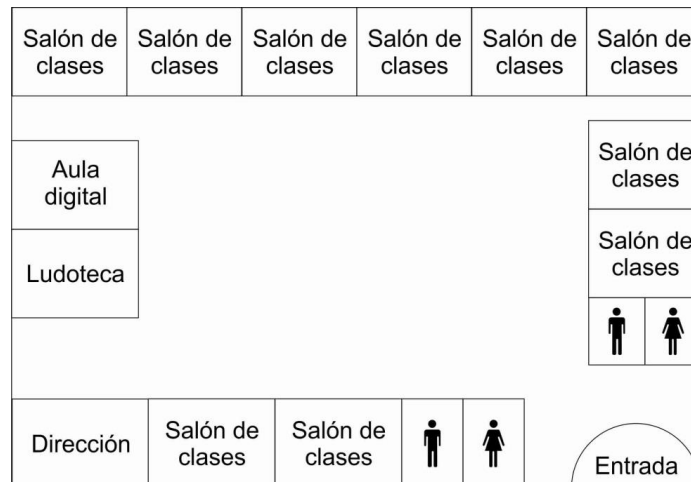 Salón de
clases
Salón de
clases
Salón de
clases
Salón de
clases
Salón de
clases
Salón de
clases
Aula
digital
Salón de
clases
Ludoteca
Salón de
clases
Dirección
Salón de
clases
Salón de
clases
Entrada